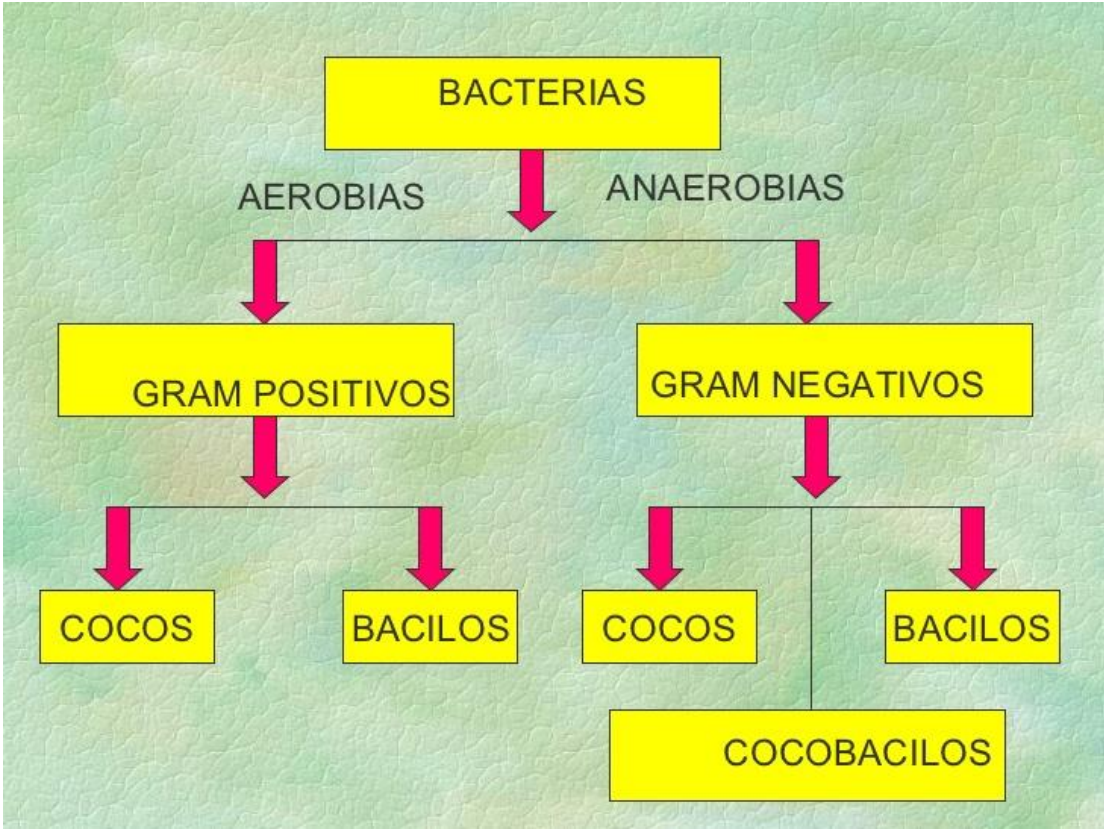 BACTERIAS
AEROBIAS
ANAEROBIAS
GRAM POSITIVOS
GRAM NEGATIVOS
COCOS
BACILOS
COCOS
BACILOS
COCOBACILOS